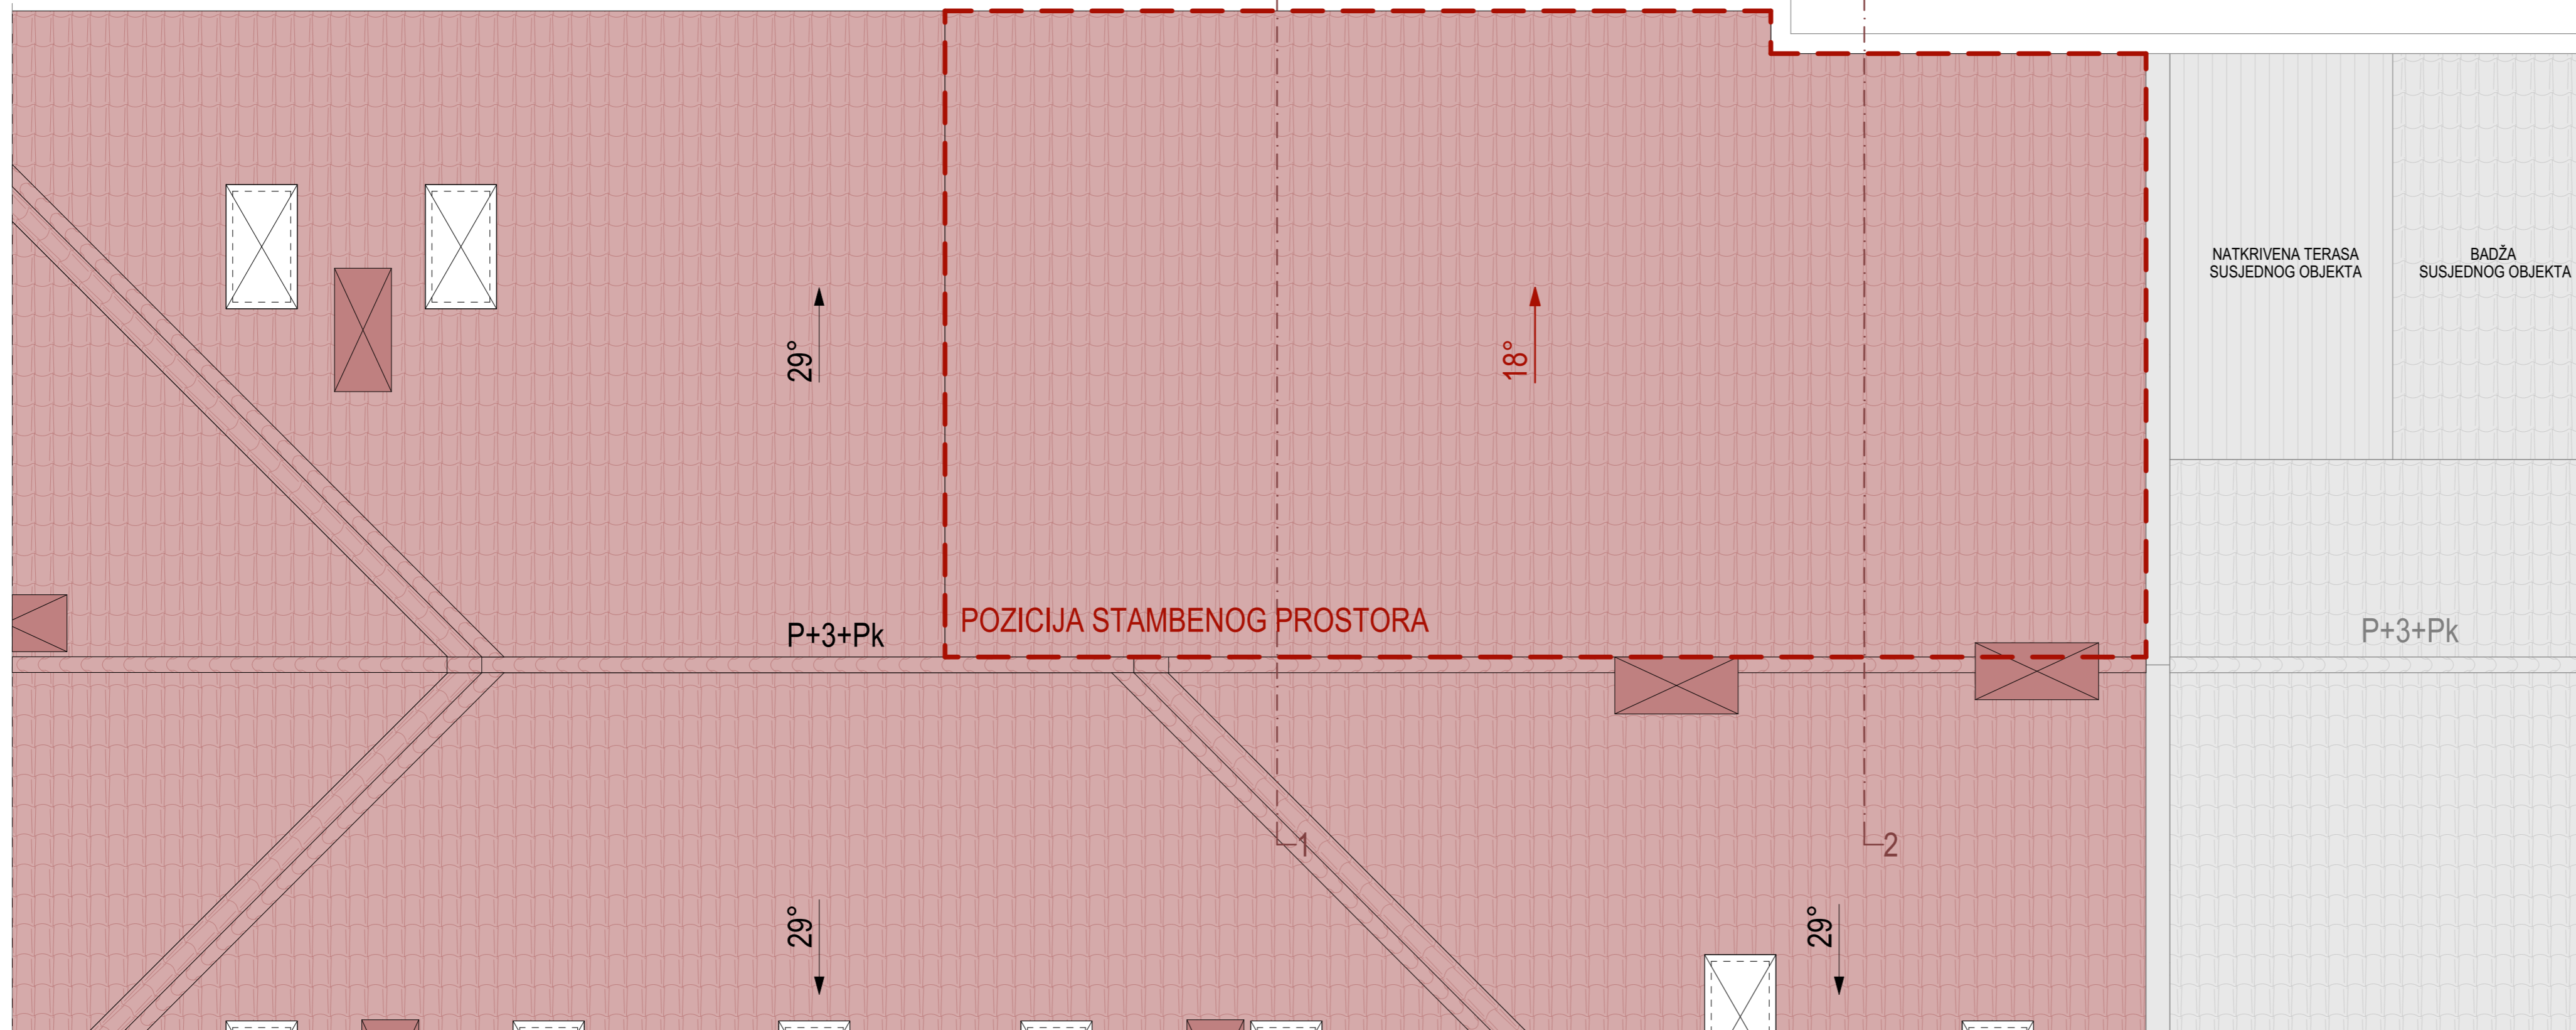 NATKRIVENA TERASA
SUSJEDNOG OBJEKTA
BADŽA
SUSJEDNOG OBJEKTA
29°
18°
POZICIJA STAMBENOG PROSTORA
P+3+Pk
P+3+Pk
1
2
29°
29°